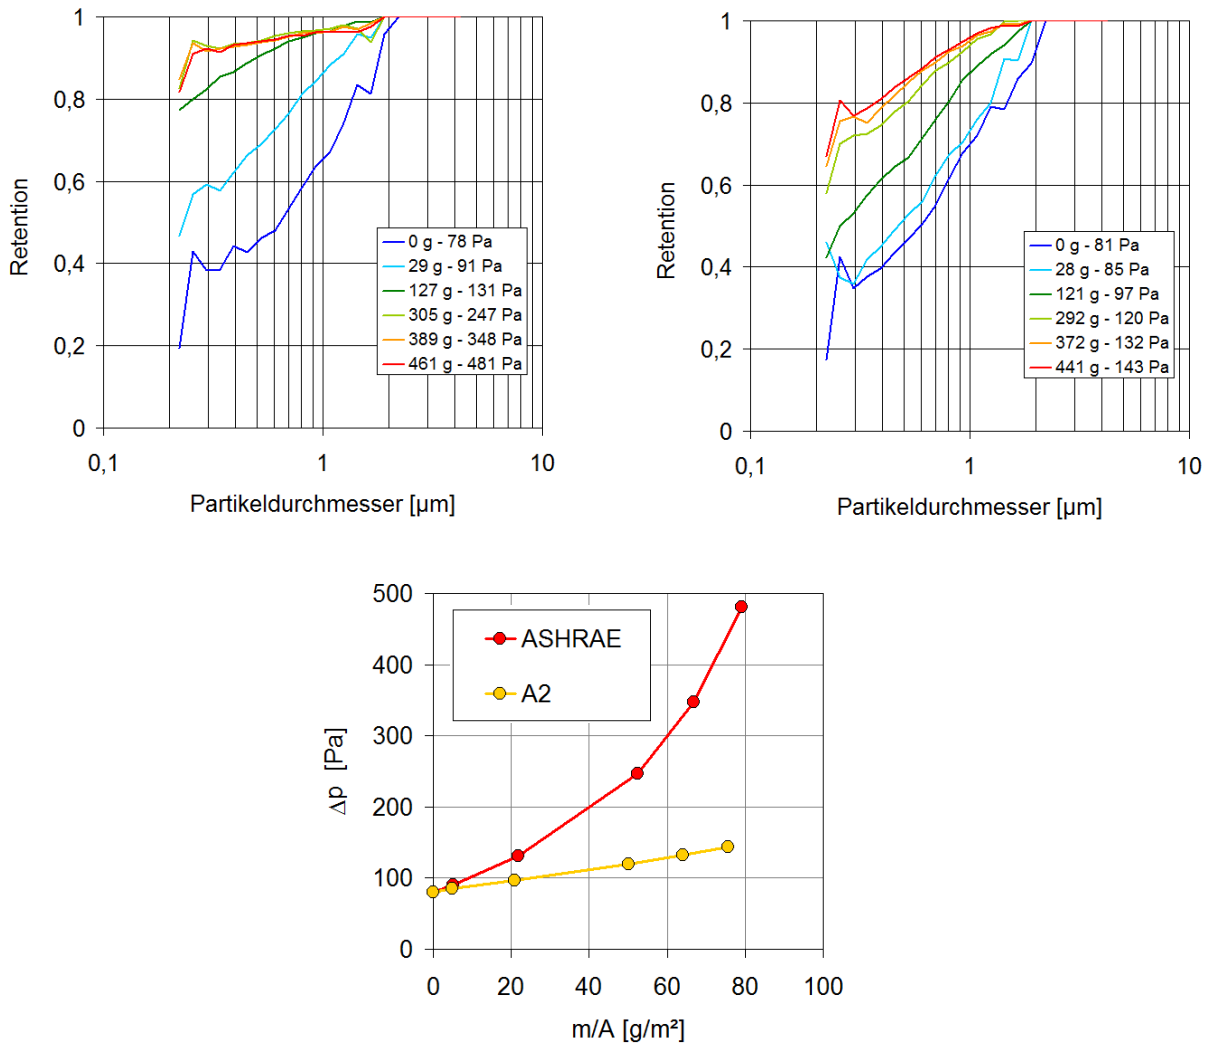 1
0,8
0,6
0,4
0,2
0
Retention
0 g - 78 Pa
29 g - 91 Pa
127 g - 131 Pa
305 g - 247 Pa
389 g - 348 Pa
461 g - 481 Pa
0,1 1 10
Partikeldurchmesser [µm]
1
0,8
0,6
0,4
0,2
0
Retention
0 g - 81 Pa
28 g - 85 Pa
121 g - 97 Pa
292 g - 120 Pa
372 g - 132 Pa
441 g - 143 Pa
0,1 1 10
Partikeldurchmesser [µm]
500
400
300
200
100
0
Δp [Pa]
ASHRAE
A2
0 20 40 60 80 100
m/A [g/m²]